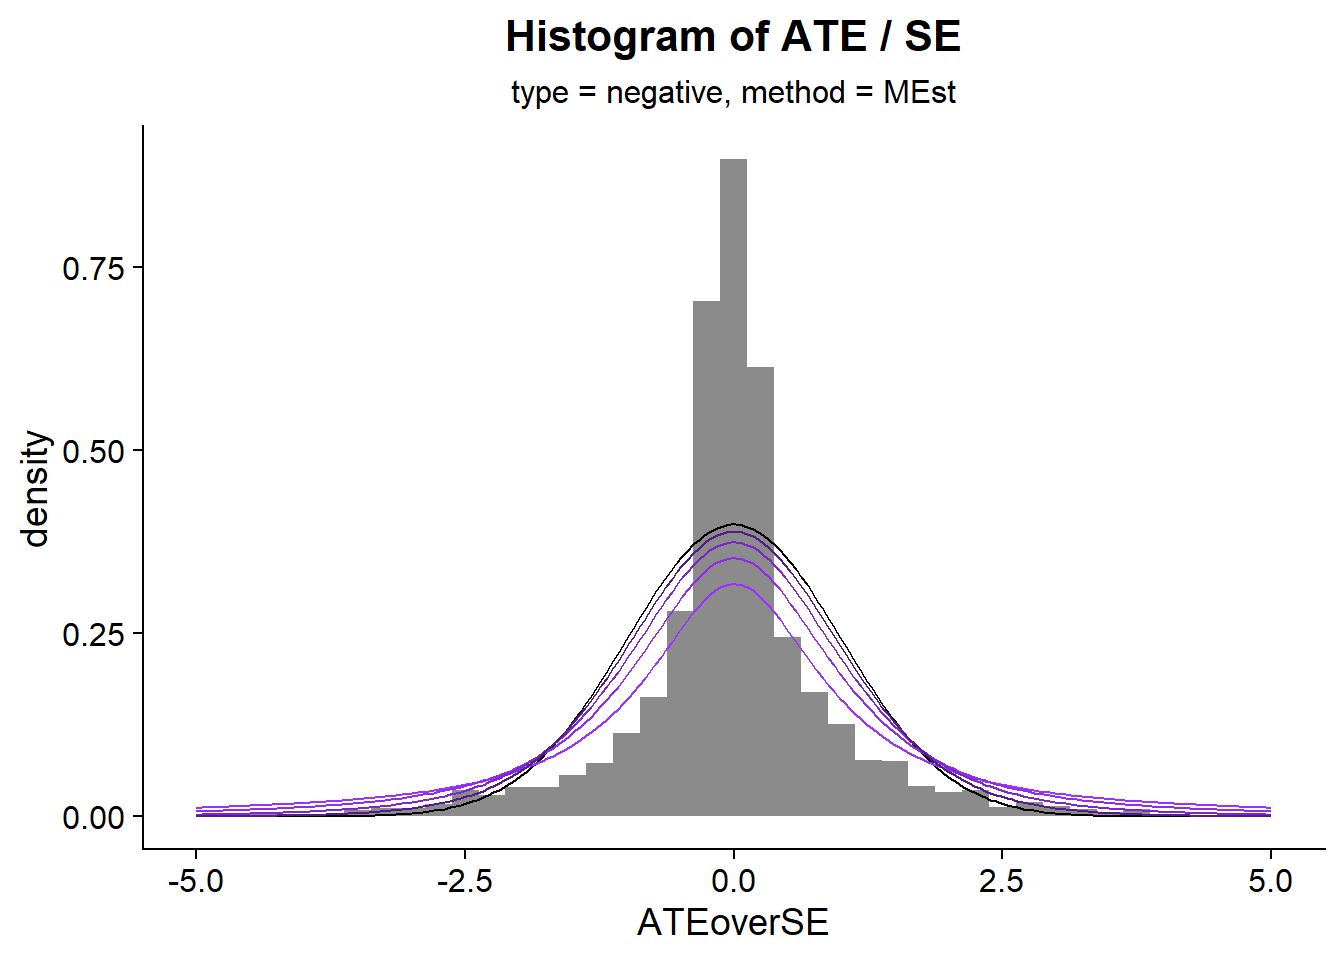 Histogram of ATE / SE
type = negative, method = MEst
density
0.75
0.50
0.25
0.00
-5.0 -2.5 0.0 2.5 5.0
ATEoverSE